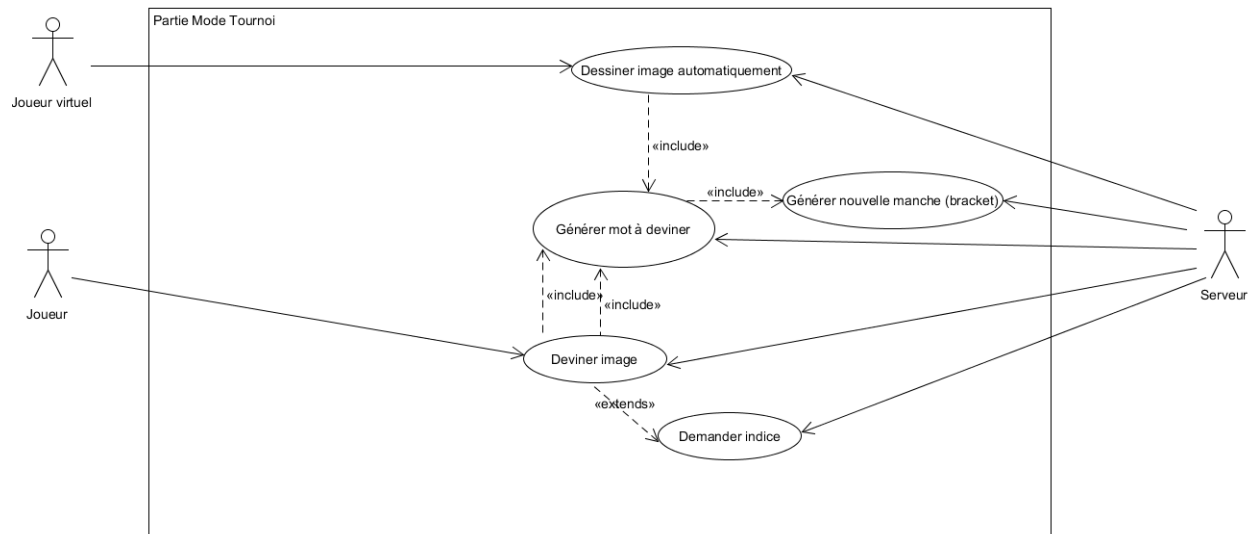 Partie Mode Tournoi
Dessiner image automatiquement
Joueur virtuel
«include»
«include»
Générer nouvelle manche (bracket)
Générer mot à deviner
«include»
«include»
Serveur
Joueur
Deviner image
«extends»
Demander indice